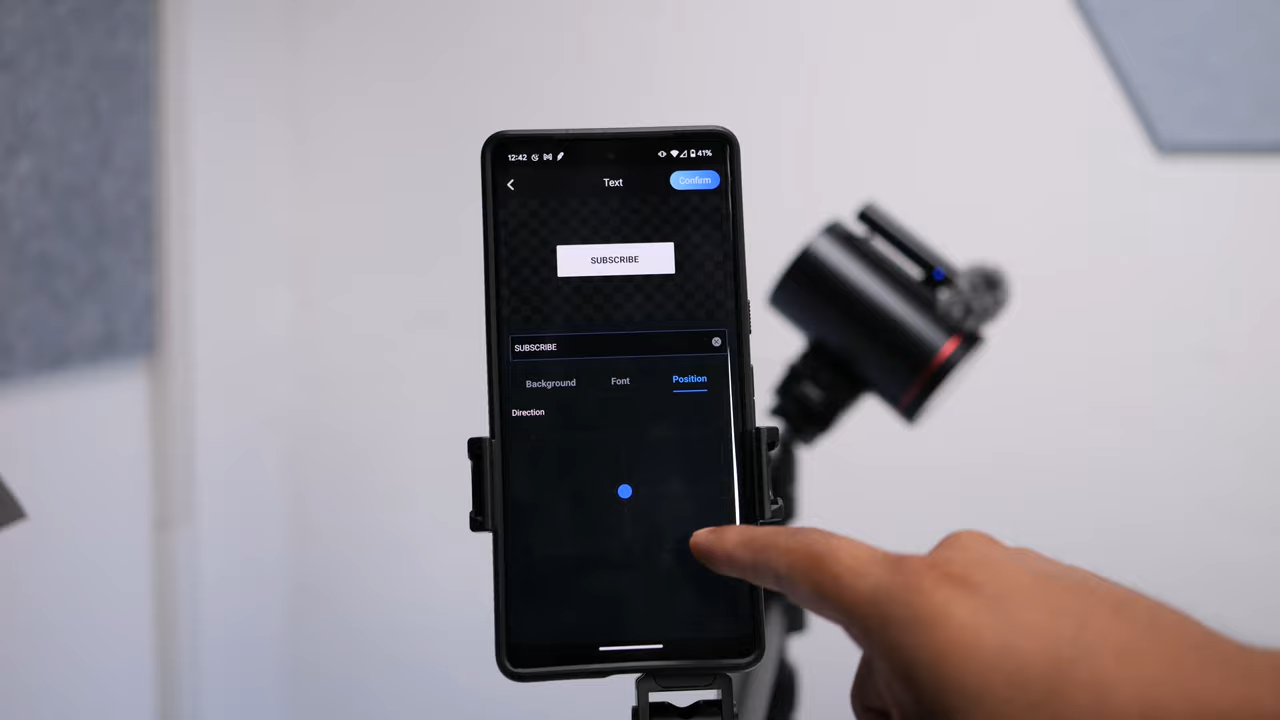 12:42
41%
Text
Confirm
SUBSCRIBE
SUBSCRIBE
Background
Font
Position
Direction